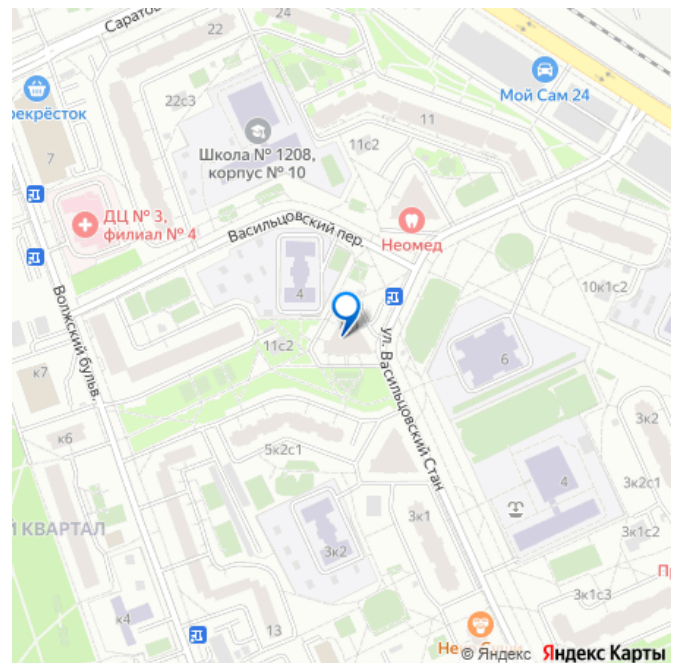 Саратов
22
24
Мой Сам 24
рекрёсток
22с3
11
7
Школа № 1208,
корпус № 10
11с2
ДЦ № 3,
филиал № 4
Васильцовский пер.
Неомед
4
10к1с2
Волжский бульв.
11с2
ул. Васильцовский Стан
6
к7
3к2
к6
5к2с1
4
3к2с1
Й КВАРТАЛ
3к1
3к2
3к1с2
П
3к1с3
к4
13
Не
© Яндекс Яндекс Карты